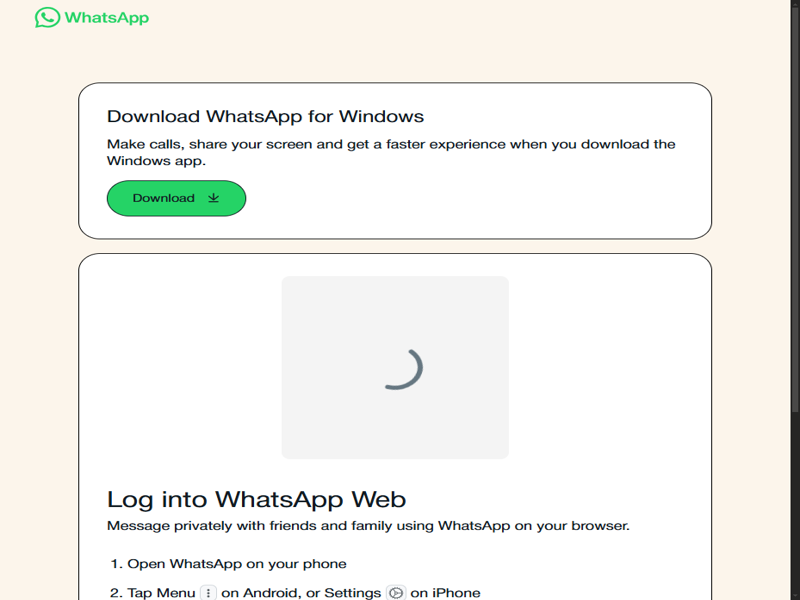 WhatsApp
Download WhatsApp for Windows
Make calls, share your screen and get a faster experience when you download the
Windows app.
Download
Log into WhatsApp Web
Message privately with friends and family using WhatsApp on your browser.
1. Open WhatsApp on your phone
2. Tap Menu on Android, or Settings on iPhone